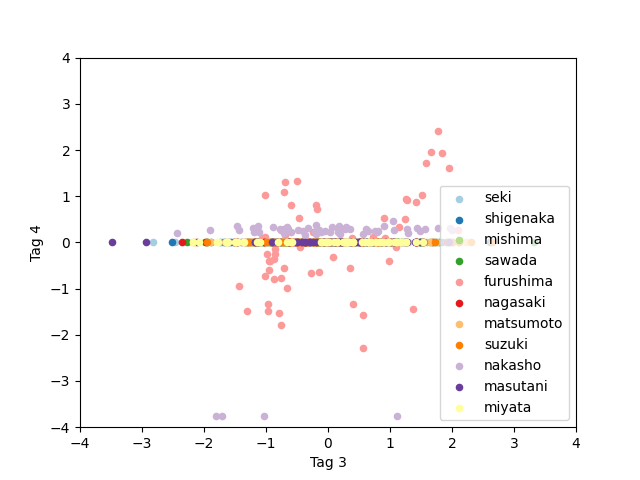 4
3
2
1
0
−1
−2
−3
−4
Tag 4
−4 −3 −2 −1 0 1 2 3 4
Tag 3
seki
shigenaka
mishima
sawada
furushima
nagasaki
matsumoto
suzuki
nakasho
masutani
miyata